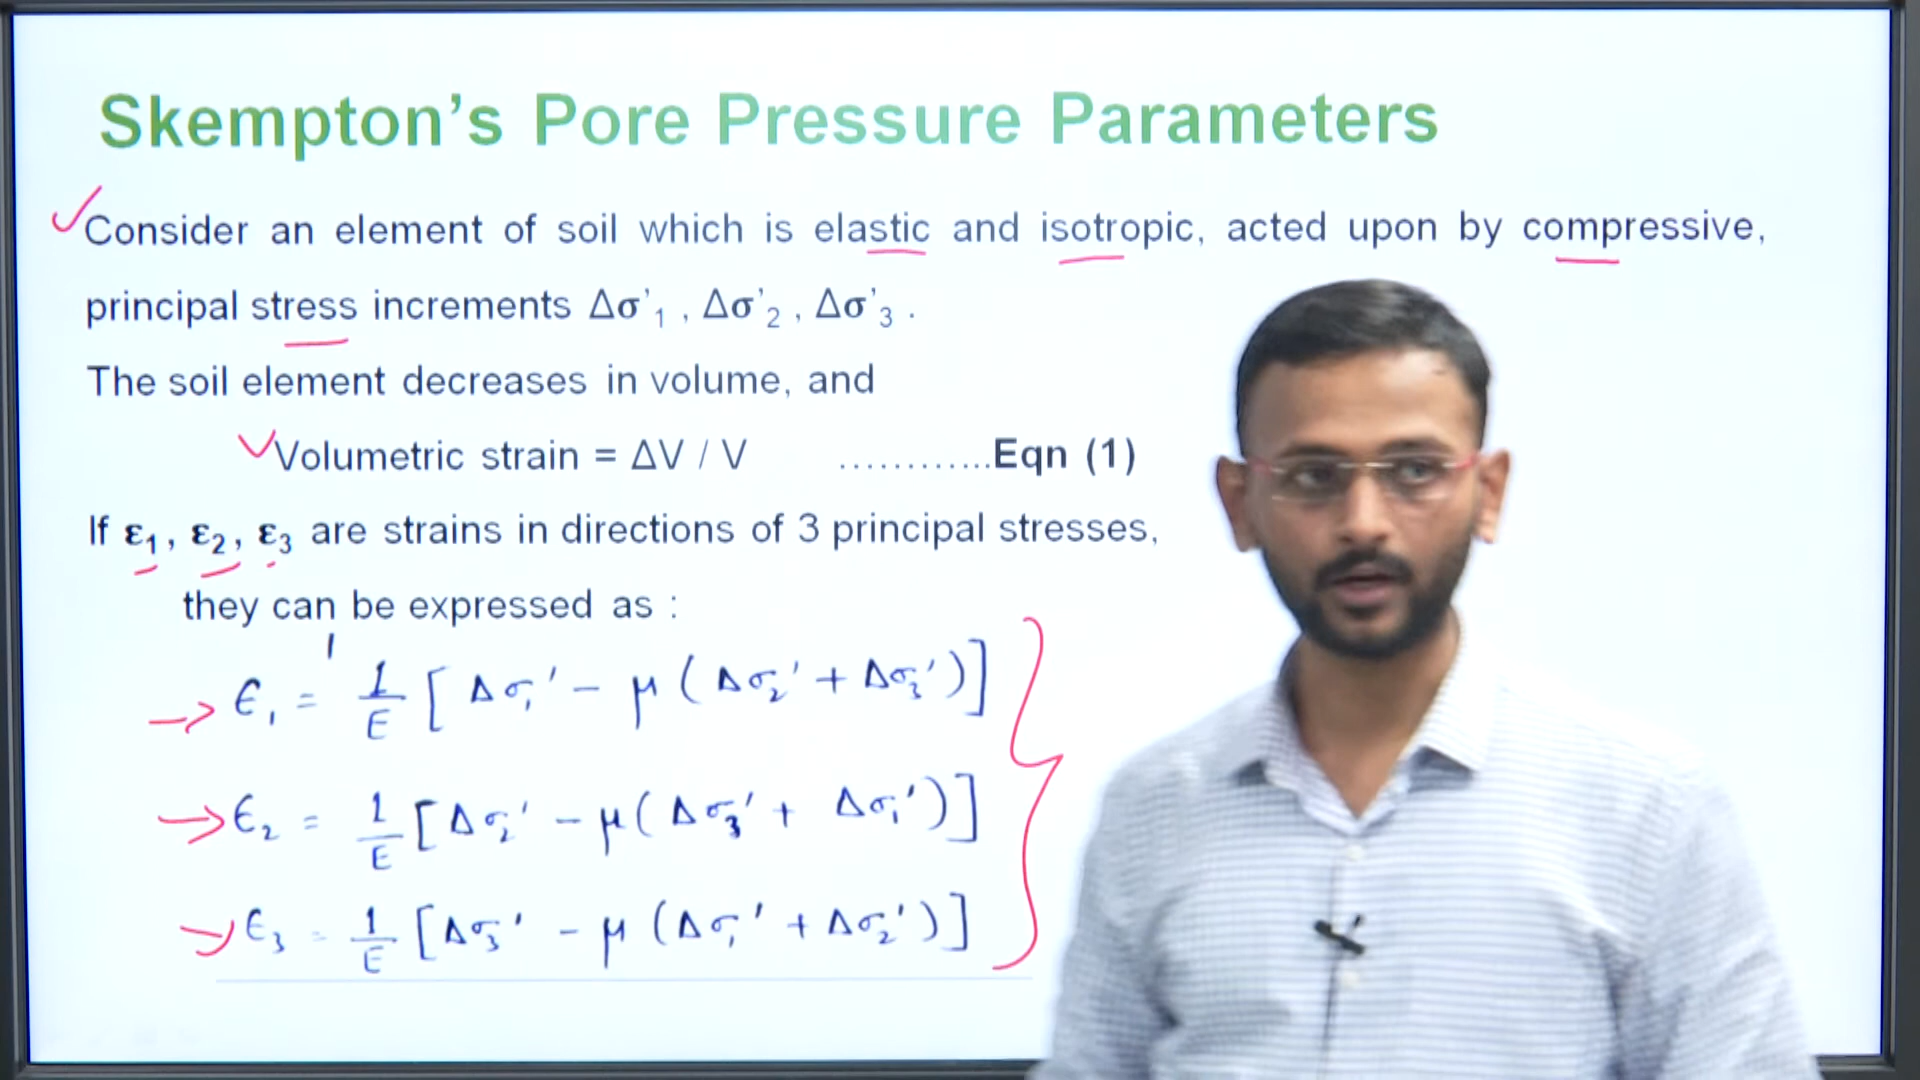 Skempton's Pore Pressure Parameters
Consider an element of soil which is elastic and isotropic, acted upon by compressive,
principal stress increments Δσ'₁ , Δσ'₂ , Δσ'₃ .
The soil element decreases in volume, and
Volumetric strain = ΔV / V ............Eqn (1)
If ε₁ , ε₂, ε₃ are strains in directions of 3 principal stresses,
they can be expressed as :
ϵ₁ = 1/E [ Δσ₁' − μ ( Δσ₂' + Δσ₃' )]
ϵ₂ = 1/E [Δσ₂' − μ ( Δσ₃' + Δσ₁' )]
ϵ₃ = 1/E [Δσ₃' − μ (Δσ₁' + Δσ₂' )]